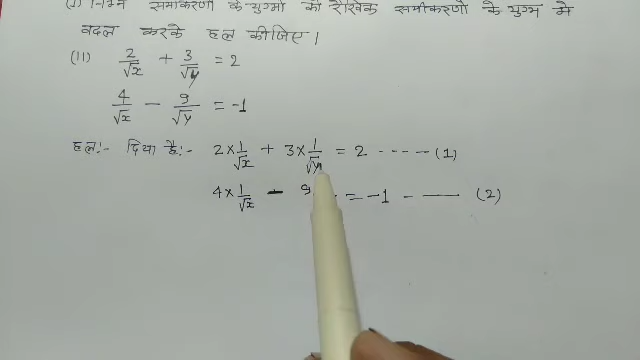 निम्न समीकरणों के युग्मों को रैखिक समीकरणों के युग्म में
बदल करके हल कीजिए।
(II) 2/√x + 3/√y = 2
4/√x - 9/√y = -1
हलः- दिया हैः- 2×1/√x + 3×1/√y = 2 ---- (1)
4×1/√x - 9 = -1 - — (2)